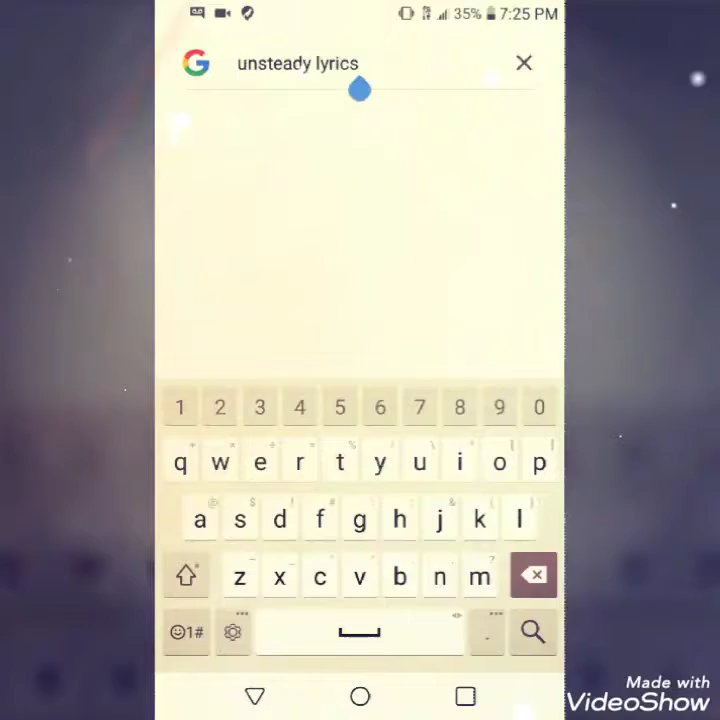 35% 7:25 PM
unsteady lyrics
1 2 3 4 5 6 7 8 9 0
q w e r t y u i o p
a s d f g h j k l
z x c v b n m
1# .
Made with
VideoShow